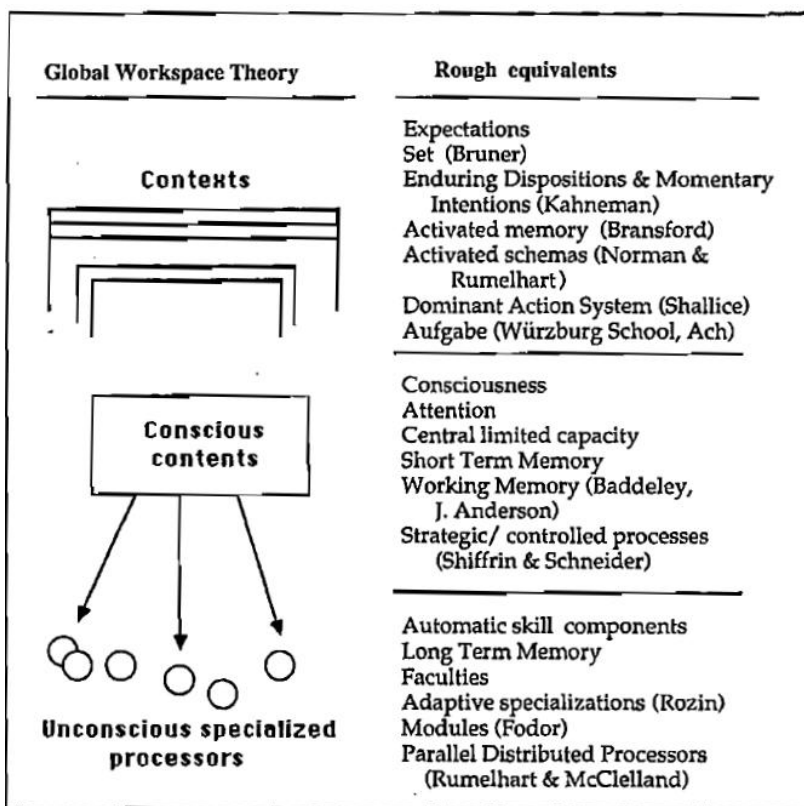 Global Workspace Theory
Rough equivalents
Contexts
Expectations
Set (Bruner)
Enduring Dispositions & Momentary
Intentions (Kahneman)
Activated memory (Bransford)
Activated schemas (Norman &
Rumelhart)
Dominant Action System (Shallice)
Aufgabe (Würzburg School, Ach)
Conscious
contents
Consciousness
Attention
Central limited capacity
Short Term Memory
Working Memory (Baddeley,
J. Anderson)
Strategic/ controlled processes
(Shiffrin & Schneider)
Unconscious specialized
processors
Automatic skill components
Long Term Memory
Faculties
Adaptive specializations (Rozin)
Modules (Fodor)
Parallel Distributed Processors
(Rumelhart & McClelland)